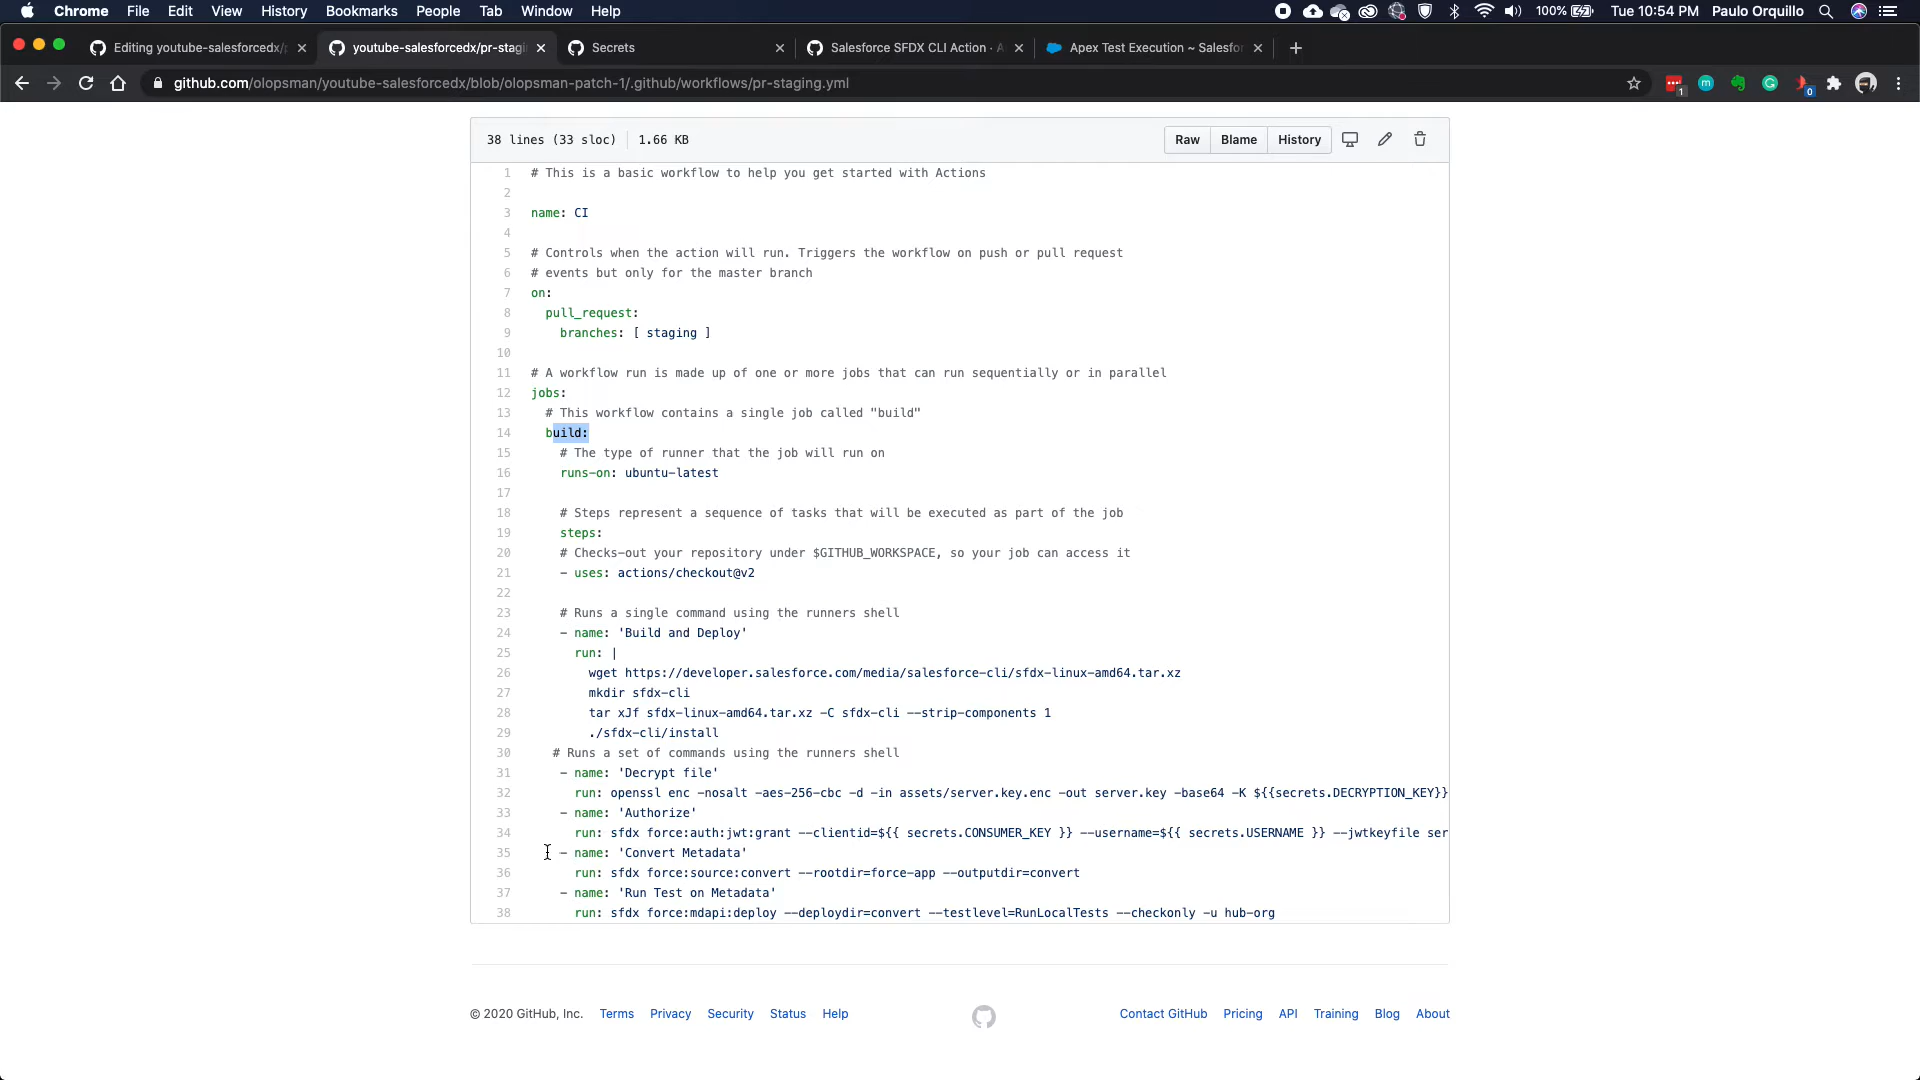 Chrome File Edit View History Bookmarks People Tab Window Help 100% Tue 10:54 PM Paulo Orquillo
Editing youtube-salesforcedx/p youtube-salesforcedx/pr-stagi Secrets Salesforce SFDX CLI Action · A Apex Test Execution ~ Salesfo
github.com/olopsman/youtube-salesforcedx/blob/olopsman-patch-1/.github/workflows/pr-staging.yml 1 m 0
38 lines (33 sloc) 1.66 KB Raw Blame History
1 # This is a basic workflow to help you get started with Actions
2
3 name: CI
4
5 # Controls when the action will run. Triggers the workflow on push or pull request
6 # events but only for the master branch
7 on:
8 pull_request:
9 branches: [ staging ]
10
11 # A workflow run is made up of one or more jobs that can run sequentially or in parallel
12 jobs:
13 # This workflow contains a single job called "build"
14 build:
15 # The type of runner that the job will run on
16 runs-on: ubuntu-latest
17
18 # Steps represent a sequence of tasks that will be executed as part of the job
19 steps:
20 # Checks-out your repository under $GITHUB_WORKSPACE, so your job can access it
21 - uses: actions/checkout@v2
22
23 # Runs a single command using the runners shell
24 - name: 'Build and Deploy'
25 run: |
26 wget https://developer.salesforce.com/media/salesforce-cli/sfdx-linux-amd64.tar.xz
27 mkdir sfdx-cli
28 tar xJf sfdx-linux-amd64.tar.xz -C sfdx-cli --strip-components 1
29 ./sfdx-cli/install
30 # Runs a set of commands using the runners shell
31 - name: 'Decrypt file'
32 run: openssl enc -nosalt -aes-256-cbc -d -in assets/server.key.enc -out server.key -base64 -K ${{secrets.DECRYPTION_KEY}}
33 - name: 'Authorize'
34 run: sfdx force:auth:jwt:grant --clientid=${{ secrets.CONSUMER_KEY }} --username=${{ secrets.USERNAME }} --jwtkeyfile ser
35 - name: 'Convert Metadata'
36 run: sfdx force:source:convert --rootdir=force-app --outputdir=convert
37 - name: 'Run Test on Metadata'
38 run: sfdx force:mdapi:deploy --deploydir=convert --testlevel=RunLocalTests --checkonly -u hub-org
© 2020 GitHub, Inc. Terms Privacy Security Status Help Contact GitHub Pricing API Training Blog About